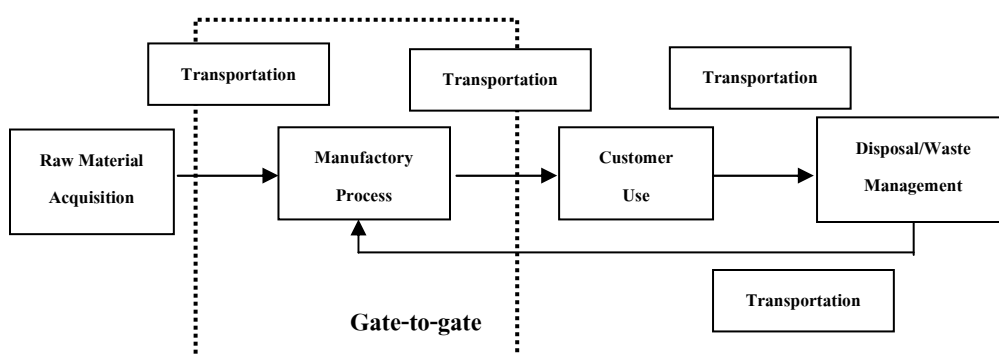 Transportation
Transportation
Transportation
Raw Material
Acquisition
Manufactory
Process
Customer
Use
Disposal/Waste
Management
Transportation
Gate-to-gate